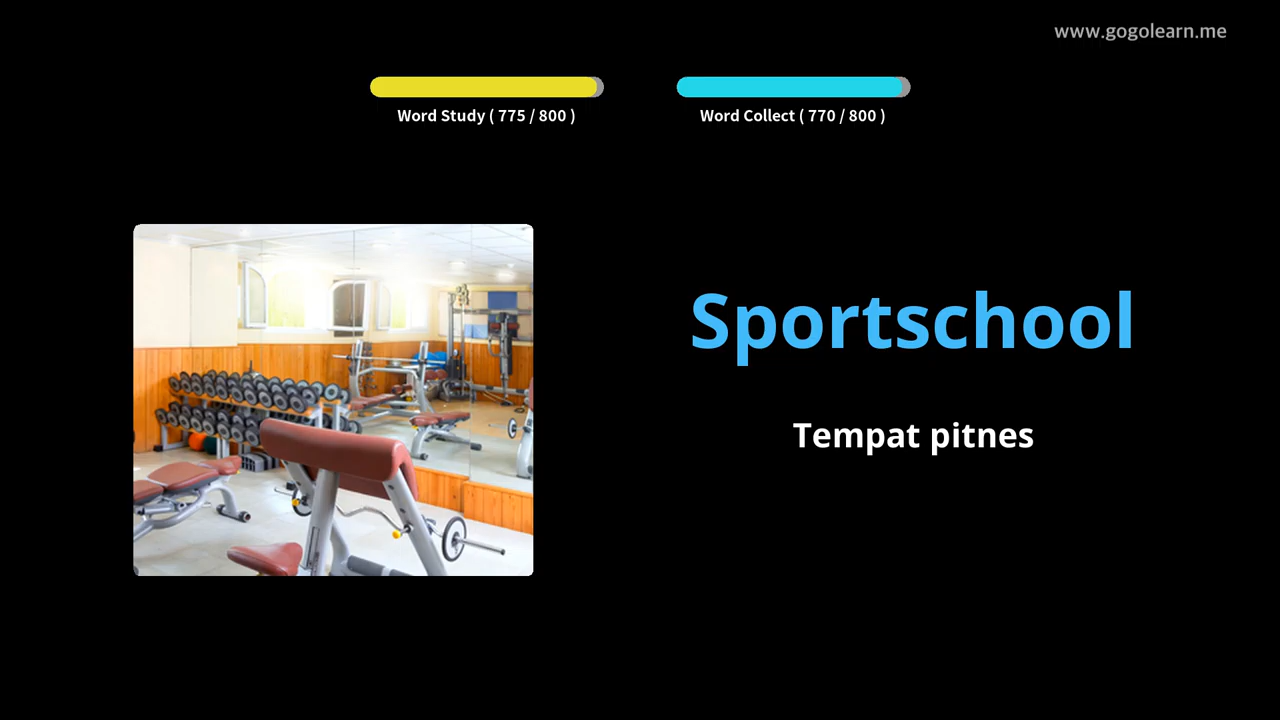 www.gogolearn.me
Word Study ( 775 / 800 )
Word Collect ( 770 / 800 )
Sportschool
Tempat pitnes